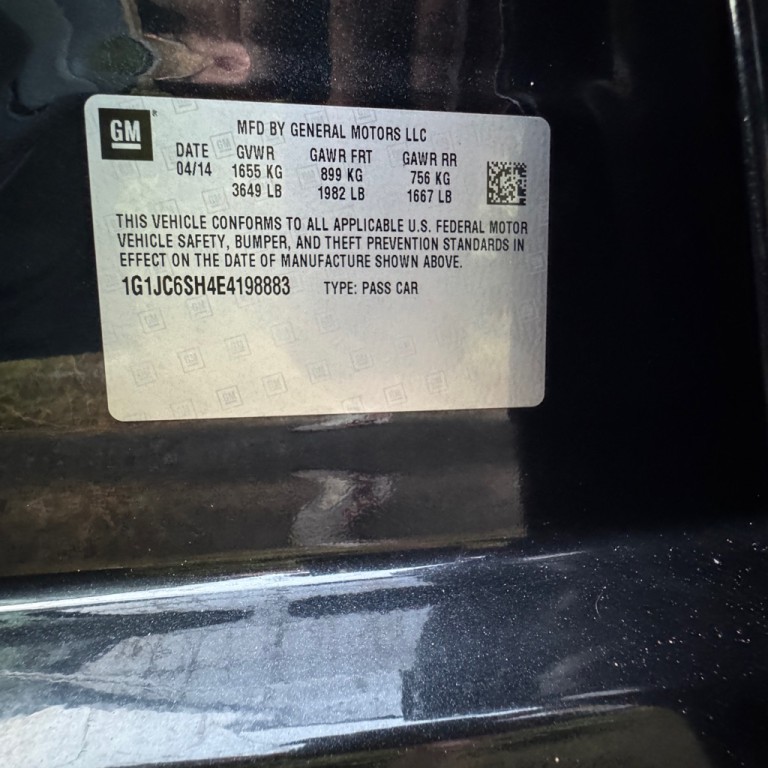 GM
MFD BY GENERAL MOTORS LLC
DATE GVWR GAWR FRT GAWR RR
04/14 1655 KG 899 KG 756 KG
3649 LB 1982 LB 1667 LB
THIS VEHICLE CONFORMS TO ALL APPLICABLE U.S. FEDERAL MOTOR
VEHICLE SAFETY, BUMPER, AND THEFT PREVENTION STANDARDS IN
EFFECT ON THE DATE OF MANUFACTURE SHOWN ABOVE.
1G1JC6SH4E4198883 TYPE: PASS CAR